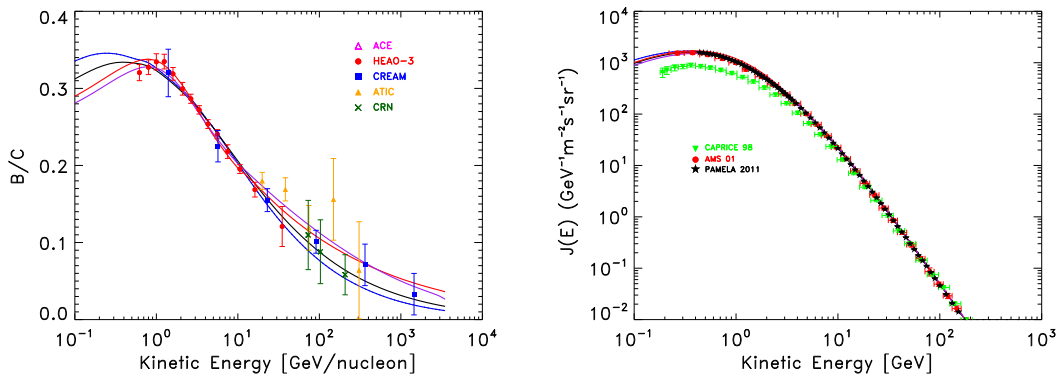 0.4
0.3
0.2
0.1
0.0
B/C
ACE
HEAO-3
CREAM
ATIC
CRN
10⁻¹ 10⁰ 10¹ 10² 10³ 10⁴
Kinetic Energy [GeV/nucleon]
10⁴
10³
10²
10¹
10⁰
10⁻¹
10⁻²
J(E) (GeV⁻¹m⁻²s⁻¹sr⁻¹)
CAPRICE 98
AMS 01
PAMELA 2011
10⁻¹ 10⁰ 10¹ 10² 10³
Kinetic Energy [GeV]